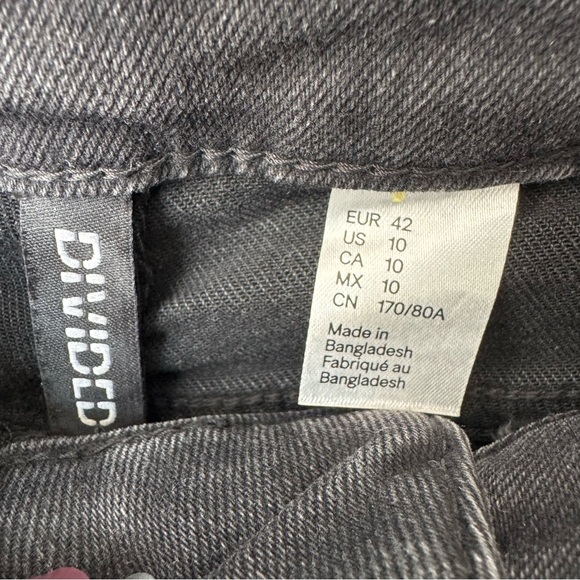 DIVIDED
EUR 42
US 10
CA 10
MX 10
CN 170/80A
Made in
Bangladesh
Fabriqué au
Bangladesh